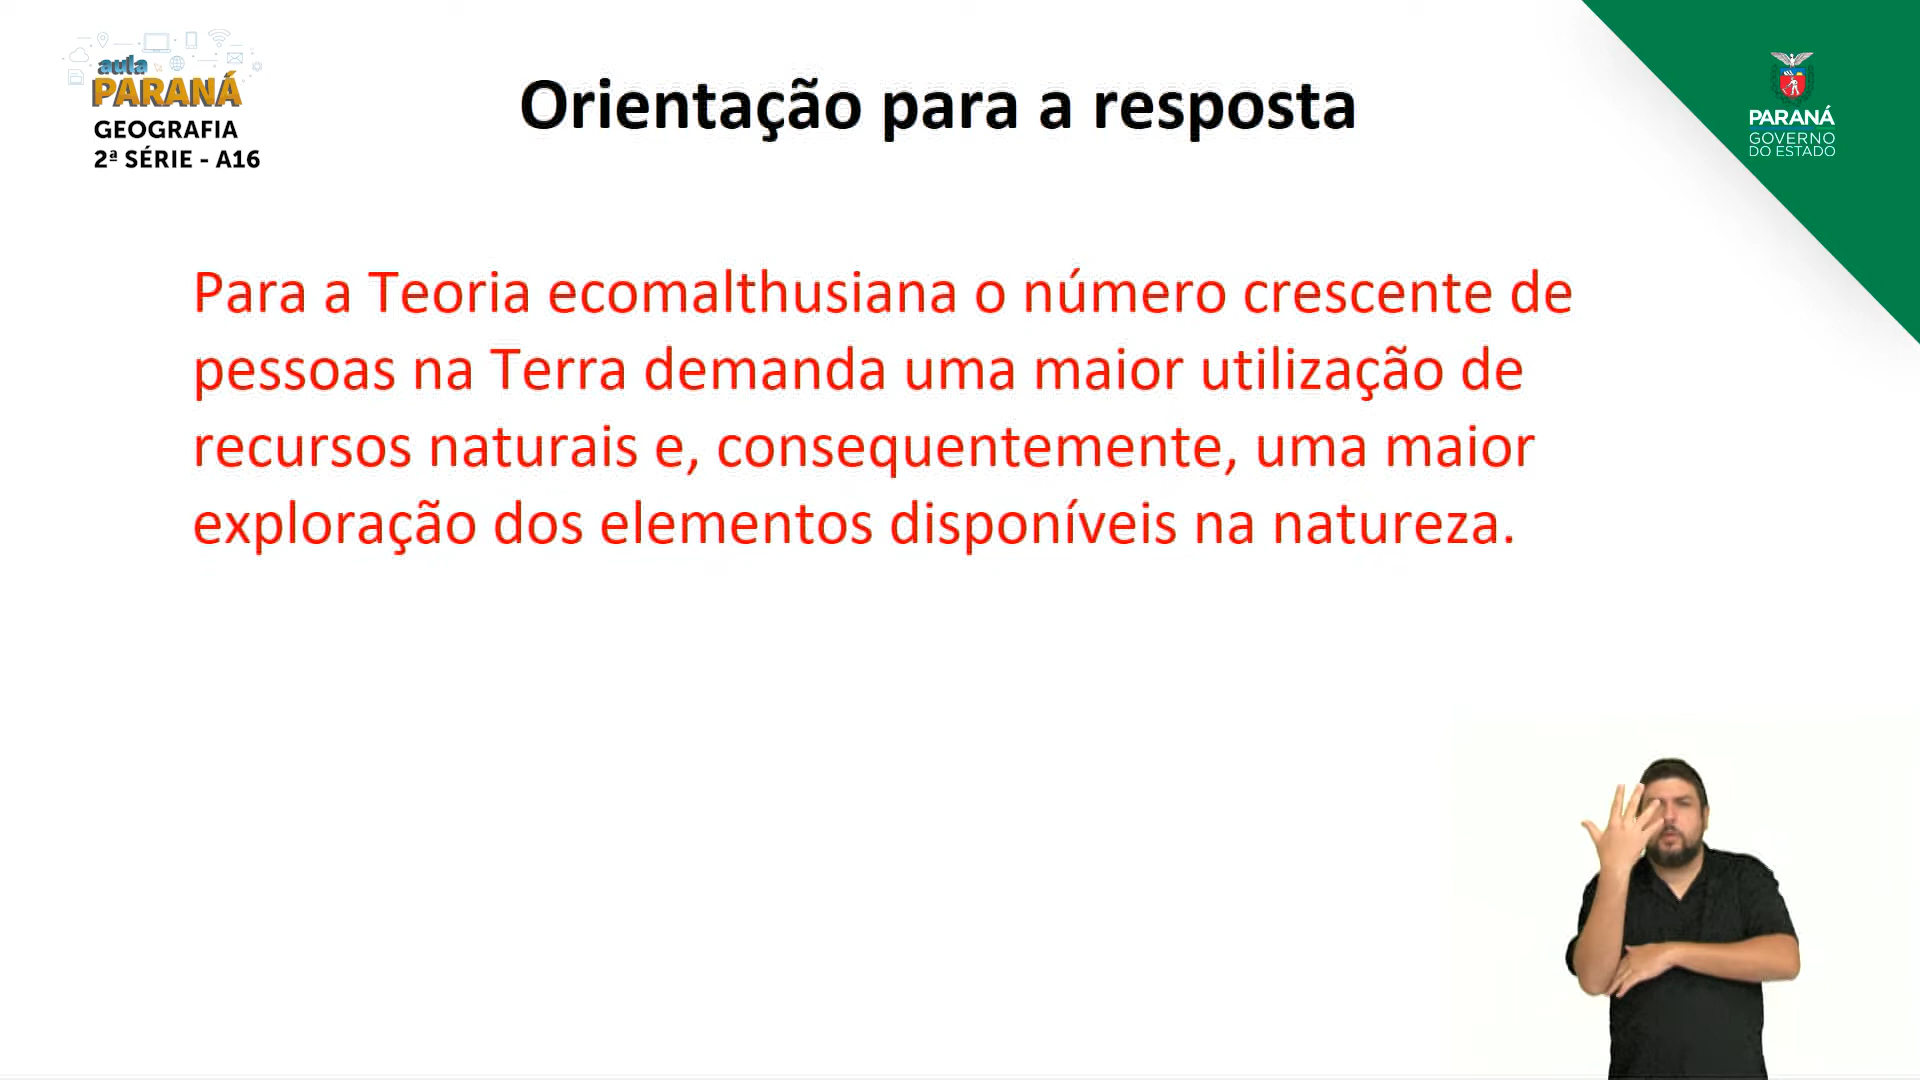 aula
PARANÁ
GEOGRAFIA
2ª SÉRIE - A16
Orientação para a resposta
PARANÁ
GOVERNO
DO ESTADO
Para a Teoria ecomalthusiana o número crescente de
pessoas na Terra demanda uma maior utilização de
recursos naturais e, consequentemente, uma maior
exploração dos elementos disponíveis na natureza.